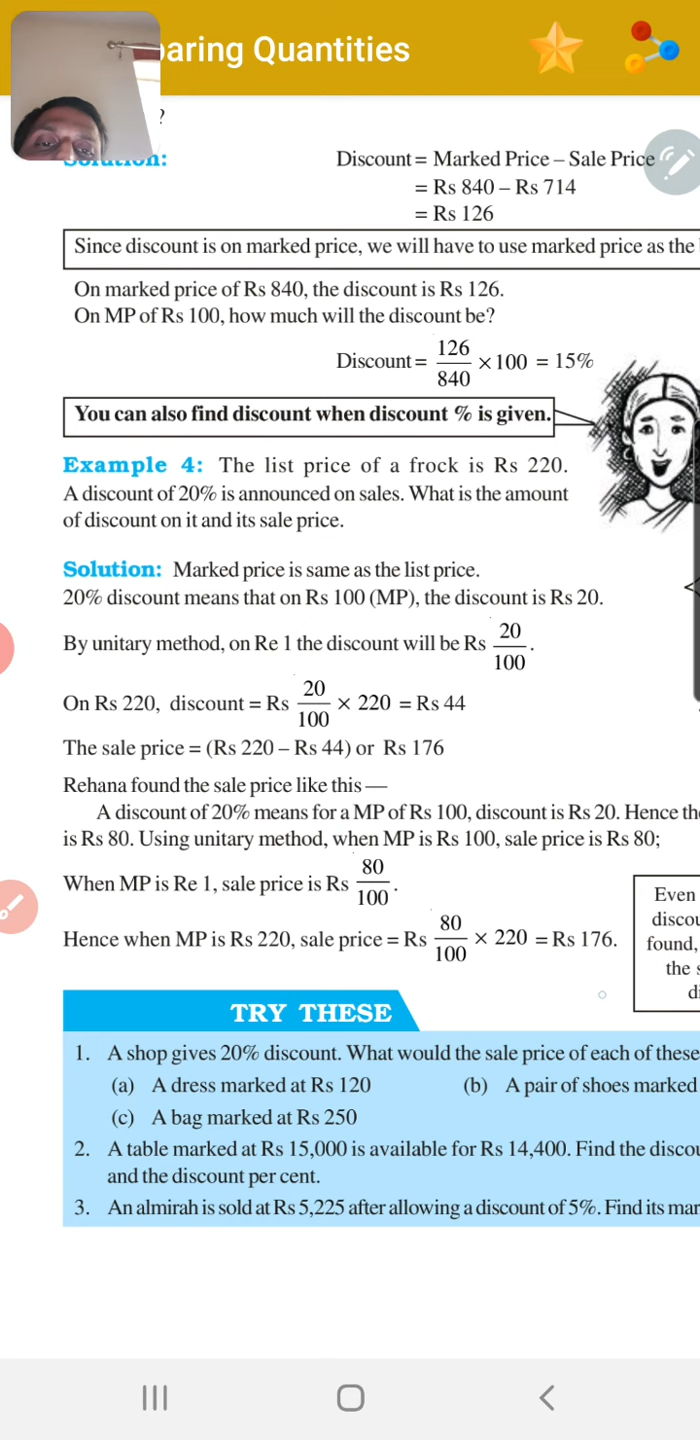 aring Quantities
?
Solution:
Discount = Marked Price – Sale Price
= Rs 840 – Rs 714
= Rs 126
Since discount is on marked price, we will have to use marked price as the
On marked price of Rs 840, the discount is Rs 126.
On MP of Rs 100, how much will the discount be?
Discount = 126/840 × 100 = 15%
You can also find discount when discount % is given.
Example 4: The list price of a frock is Rs 220.
A discount of 20% is announced on sales. What is the amount
of discount on it and its sale price.
Solution: Marked price is same as the list price.
20% discount means that on Rs 100 (MP), the discount is Rs 20.
By unitary method, on Re 1 the discount will be Rs 20/100.
On Rs 220, discount = Rs 20/100 × 220 = Rs 44
The sale price = (Rs 220 – Rs 44) or Rs 176
Rehana found the sale price like this —
A discount of 20% means for a MP of Rs 100, discount is Rs 20. Hence th
is Rs 80. Using unitary method, when MP is Rs 100, sale price is Rs 80;
When MP is Re 1, sale price is Rs 80/100.
Hence when MP is Rs 220, sale price = Rs 80/100 × 220 = Rs 176.
Even
discou
found,
the s
di
TRY THESE
1. A shop gives 20% discount. What would the sale price of each of these
(a) A dress marked at Rs 120 (b) A pair of shoes marked
(c) A bag marked at Rs 250
2. A table marked at Rs 15,000 is available for Rs 14,400. Find the discou
and the discount per cent.
3. An almirah is sold at Rs 5,225 after allowing a discount of 5%. Find its mar